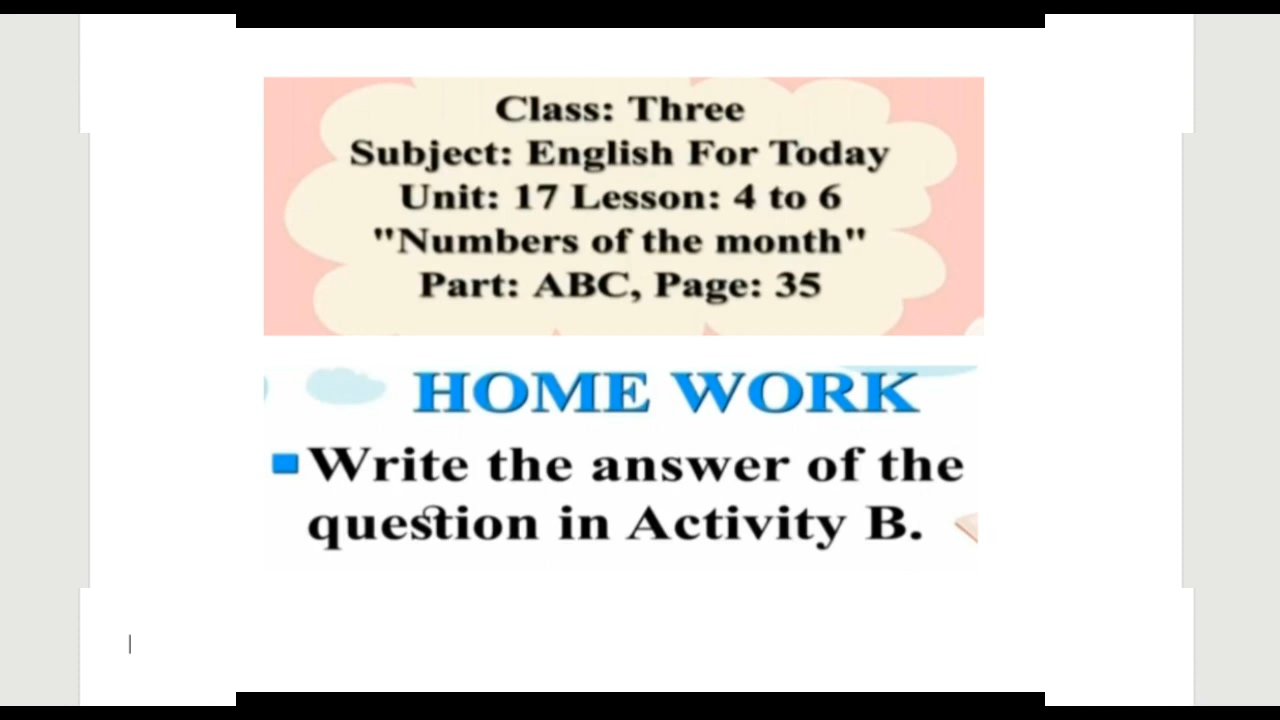 Class: Three
Subject: English For Today
Unit: 17 Lesson: 4 to 6
"Numbers of the month"
Part: ABC, Page: 35
HOME WORK
Write the answer of the
question in Activity B.